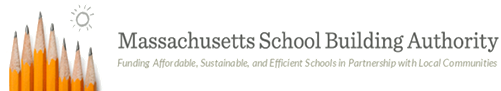 Massachusetts School Building Authority
Funding Affordable, Sustainable, and Efficient Schools in Partnership with Local Communities